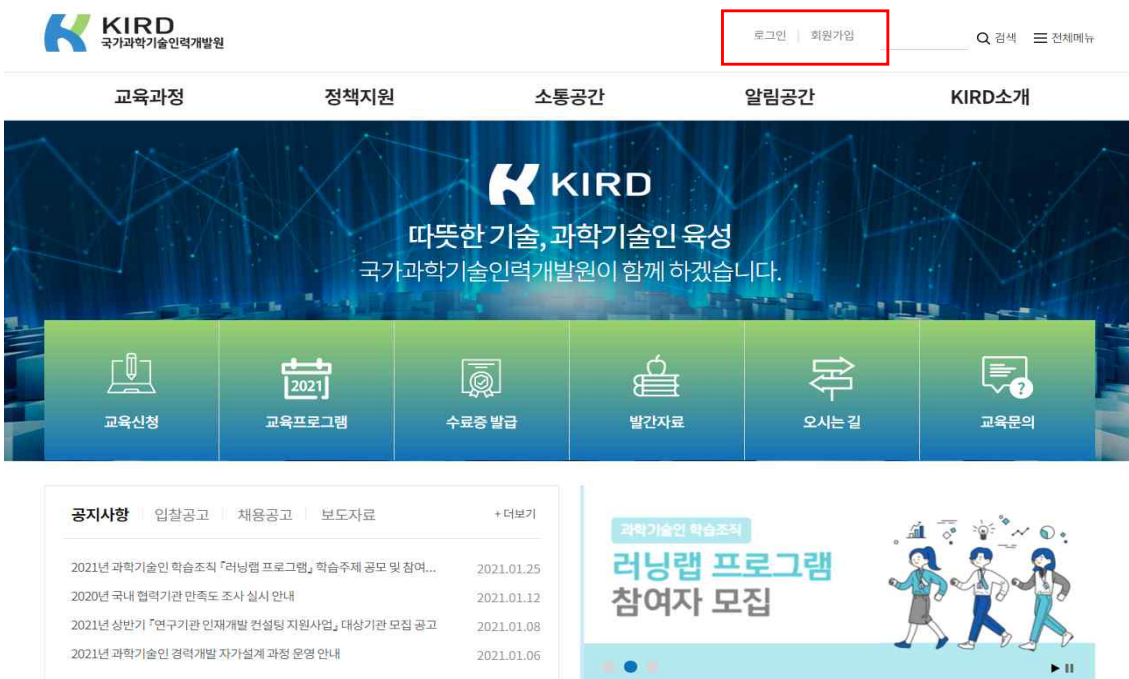 KIRD
국가과학기술인력개발원
로그인 | 회원가입
검색
전체메뉴
교육과정
정책지원
소통공간
알림공간
KIRD소개
KIRD
따뜻한 기술, 과학기술인 육성
국가과학기술인력개발원이 함께 하겠습니다.
2021
교육신청
교육프로그램
수료증 발급
발간자료
오시는 길
교육문의
공지사항 입찰공고 채용공고 보도자료 + 더보기
2021년 과학기술인 학습조직 『러닝랩 프로그램』 학습주제 공모 및 참여... 2021.01.25
2020년 국내 협력기관 만족도 조사 실시 안내 2021.01.12
2021년 상반기 『연구기관 인재개발 컨설팅 지원사업』 대상기관 모집 공고 2021.01.08
2021년 과학기술인 경력개발 자가설계 과정 운영 안내 2021.01.06
과학기술인 학습조직
러닝랩 프로그램
참여자 모집